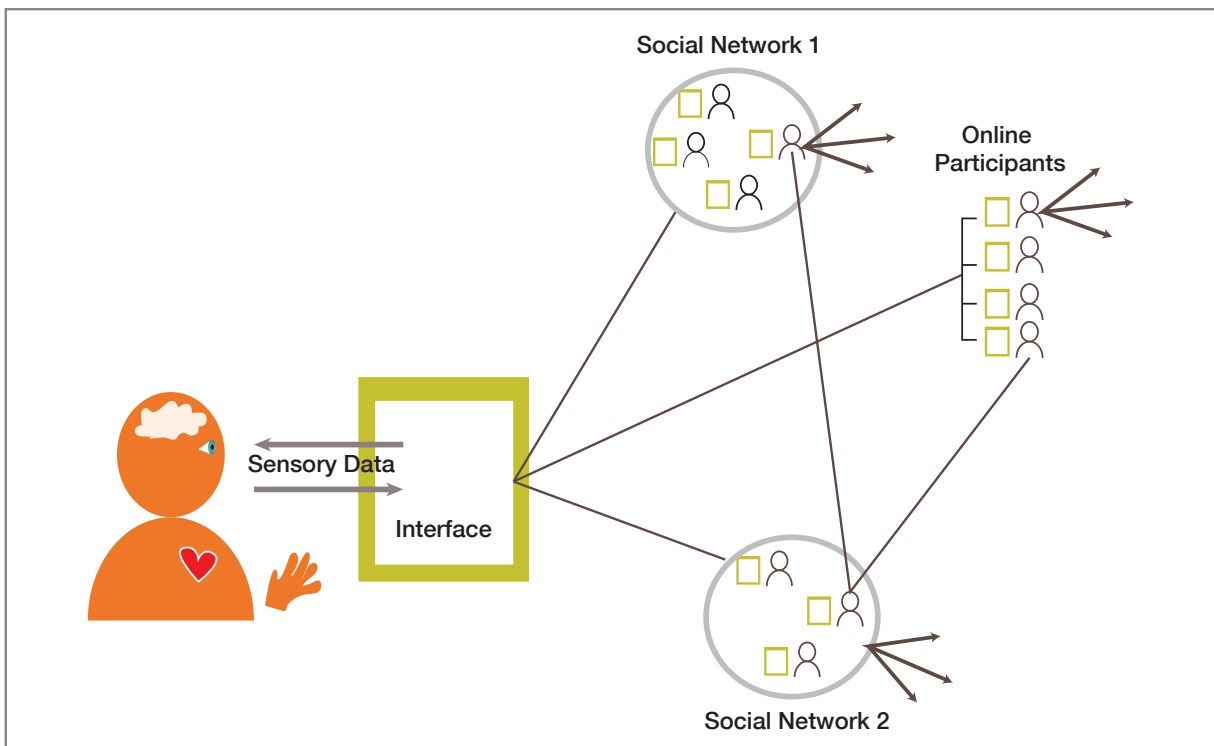 Social Network 1
Online
Participants
Sensory Data
Interface
Social Network 2